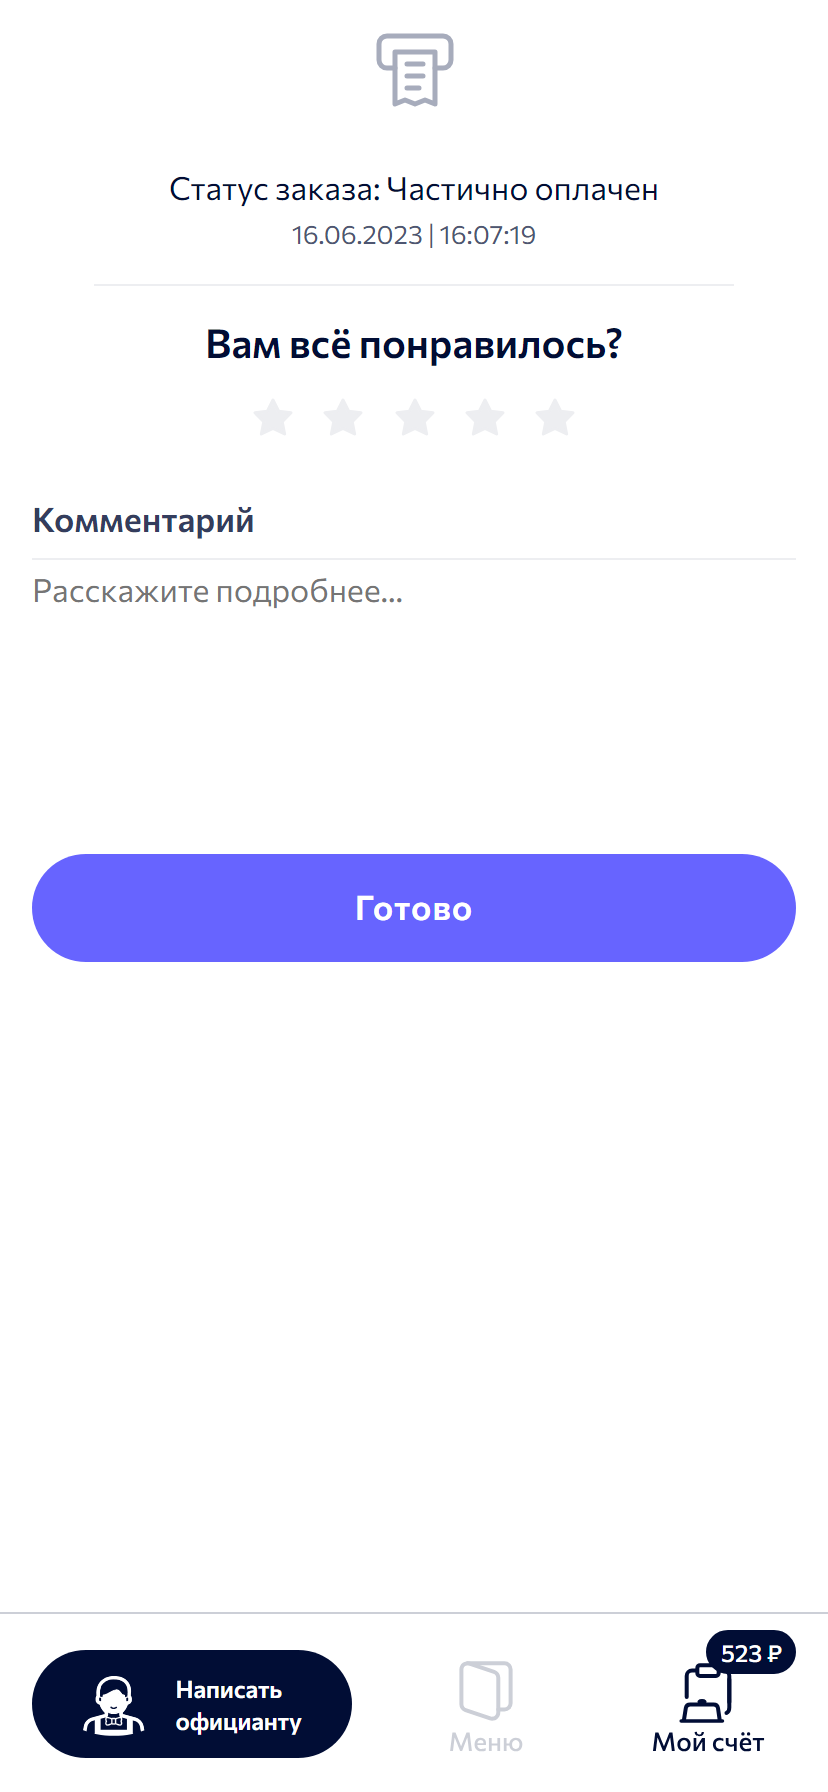 Статус заказа: Частично оплачен
16.06.2023 | 16:07:19
Вам всё понравилось?
Комментарий
Расскажите подробнее...
Готово
Написать
официанту
Меню
523 ₽
Мой счёт